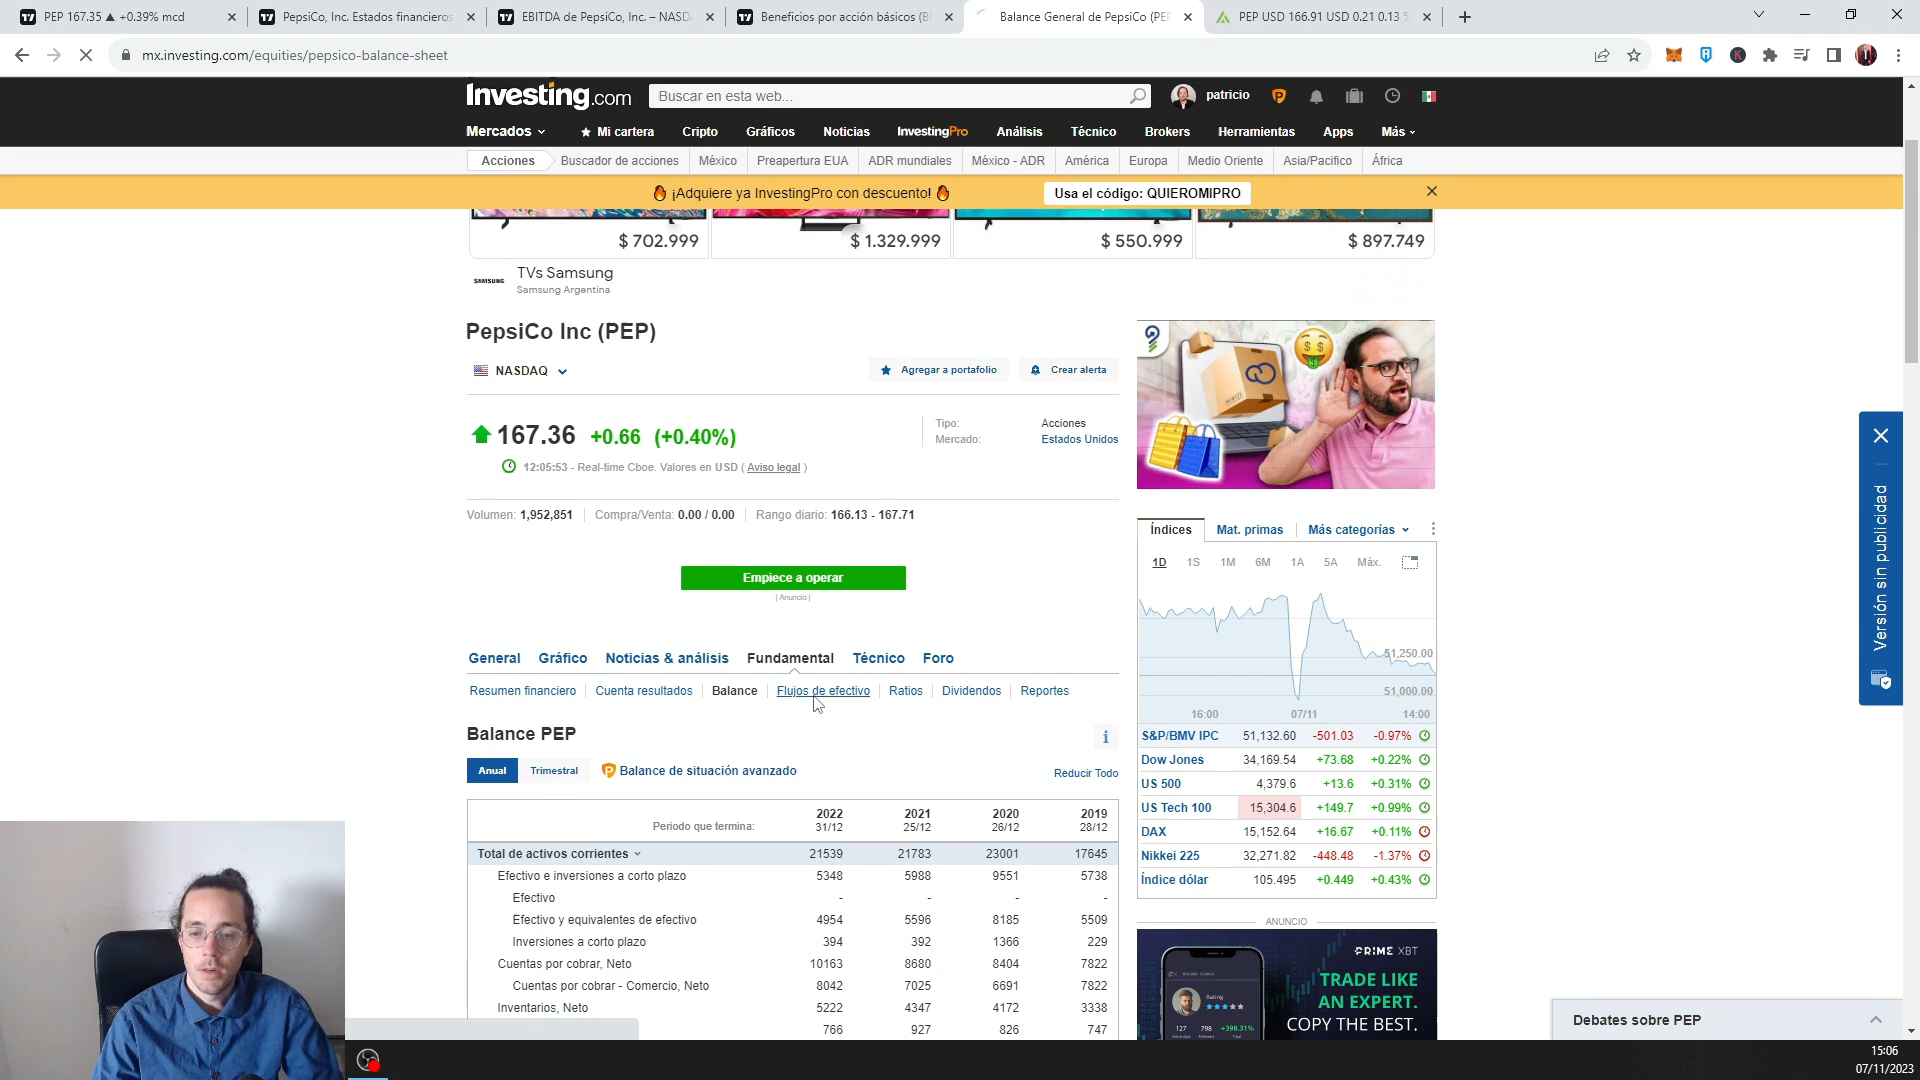 PEP 167.35 ▲ +0.39% mcd
PepsiCo, Inc. Estados financieros
EBITDA de PepsiCo, Inc. – NASD
Beneficios por acción básicos (B
Balance General de PepsiCo (PEP
PEP USD 166.91 USD 0.21 0.13 %
mx.investing.com/equities/pepsico-balance-sheet
Investing.com
Buscar en esta web...
patricio
Mercados
Mi cartera
Cripto
Gráficos
Noticias
InvestingPro
Análisis
Técnico
Brokers
Herramientas
Apps
Más
Acciones
Buscador de acciones
México
Preapertura EUA
ADR mundiales
México - ADR
América
Europa
Medio Oriente
Asia/Pacifico
África
¡Adquiere ya InvestingPro con descuento!
Usa el código: QUIEROMIPRO
$ 702.999
$ 1.329.999
$ 550.999
$ 897.749
SAMSUNG
TVs Samsung
Samsung Argentina
PepsiCo Inc (PEP)
NASDAQ
Agregar a portafolio
Crear alerta
167.36 +0.66 (+0.40%)
12:05:53 - Real-time Cboe. Valores en USD ( Aviso legal )
Tipo: Acciones
Mercado: Estados Unidos
Volumen: 1,952,851
Compra/Venta: 0.00 / 0.00
Rango diario: 166.13 - 167.71
Empiece a operar
| Anuncio |
General
Gráfico
Noticias & análisis
Fundamental
Técnico
Foro
Resumen financiero
Cuenta resultados
Balance
Flujos de efectivo
Ratios
Dividendos
Reportes
Balance PEP
Anual
Trimestral
Balance de situación avanzado
Reducir Todo
2022 2021 2020 2019
Periodo que termina: 31/12 25/12 26/12 28/12
Total de activos corrientes 21539 21783 23001 17645
Efectivo e inversiones a corto plazo 5348 5988 9551 5738
Efectivo - - - -
Efectivo y equivalentes de efectivo 4954 5596 8185 5509
Inversiones a corto plazo 394 392 1366 229
Cuentas por cobrar, Neto 10163 8680 8404 7822
Cuentas por cobrar - Comercio, Neto 8042 7025 6691 7822
Inventarios, Neto 5222 4347 4172 3338
766 927 826 747
Índices
Mat. primas
Más categorías
1D 1S 1M 6M 1A 5A Máx.
51,250.00
51,000.00
16:00 07/11 14:00
S&P/BMV IPC 51,132.60 -501.03 -0.97%
Dow Jones 34,169.54 +73.68 +0.22%
US 500 4,379.6 +13.6 +0.31%
US Tech 100 15,304.6 +149.7 +0.99%
DAX 15,152.64 +16.67 +0.11%
Nikkei 225 32,271.82 -448.48 -1.37%
Índice dólar 105.495 +0.449 +0.43%
ANUNCIO
PRIME XBT
TRADE LIKE
AN EXPERT.
COPY THE BEST.
Rating
127 798 +398.31%
Versión sin publicidad
Debates sobre PEP
15:06
07/11/2023